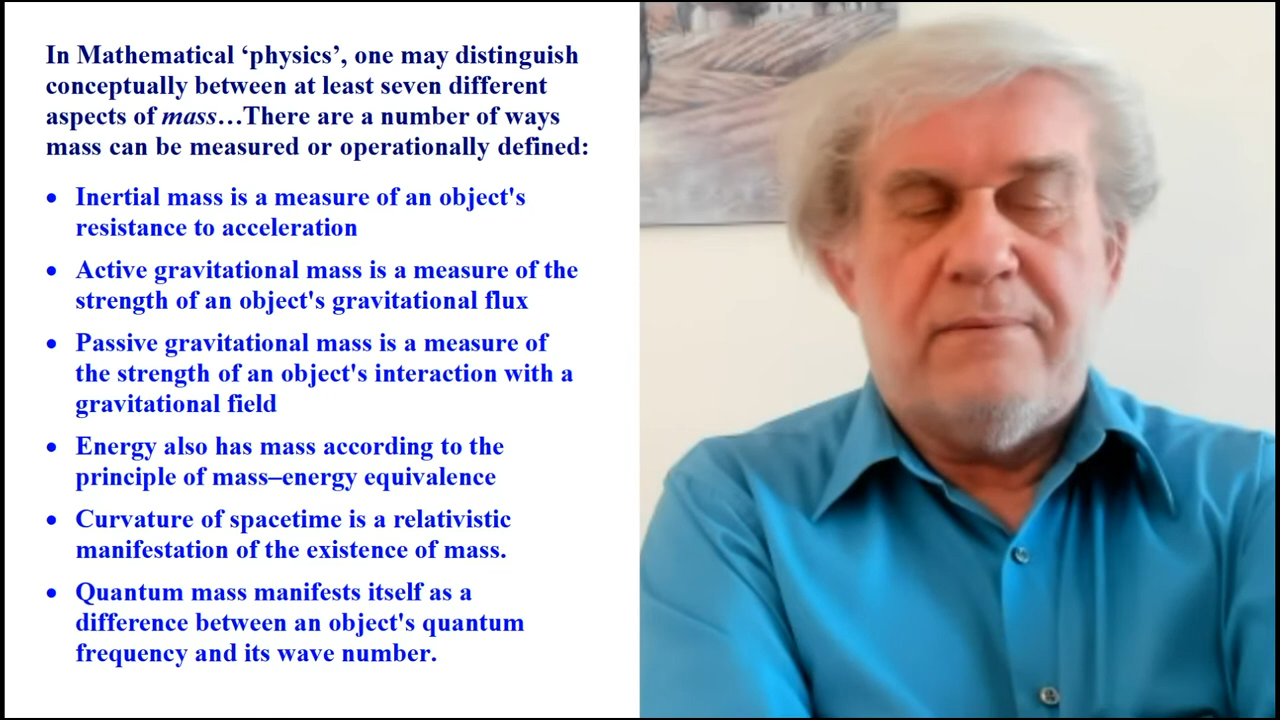 In Mathematical ‘physics’, one may distinguish
conceptually between at least seven different
aspects of mass…There are a number of ways
mass can be measured or operationally defined:
• Inertial mass is a measure of an object's
resistance to acceleration
• Active gravitational mass is a measure of the
strength of an object's gravitational flux
• Passive gravitational mass is a measure of
the strength of an object's interaction with a
gravitational field
• Energy also has mass according to the
principle of mass–energy equivalence
• Curvature of spacetime is a relativistic
manifestation of the existence of mass.
• Quantum mass manifests itself as a
difference between an object's quantum
frequency and its wave number.